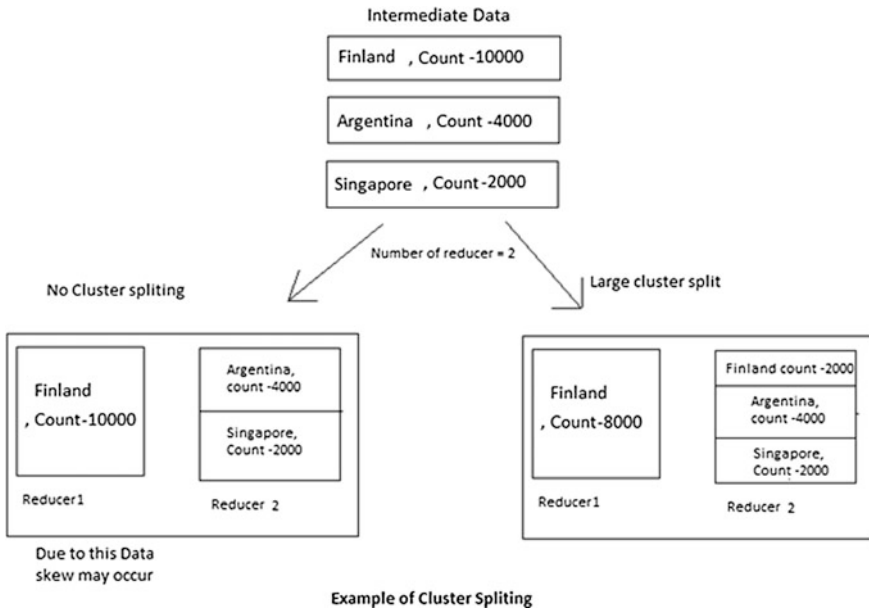 Intermediate Data
Finland , Count -10000
Argentina , Count -4000
Singapore , Count-2000
Number of reducer = 2
No Cluster spliting
Large cluster split
Finland
, Count-10000
Argentina,
count -4000
Singapore,
Count -2000
Reducer1
Reducer 2
Due to this Data
skew may occur
Finland
, Count-8000
Finland count -2000
Argentina,
count -4000
Singapore,
Count -2000
Reducer1
Reducer 2
Example of Cluster Spliting